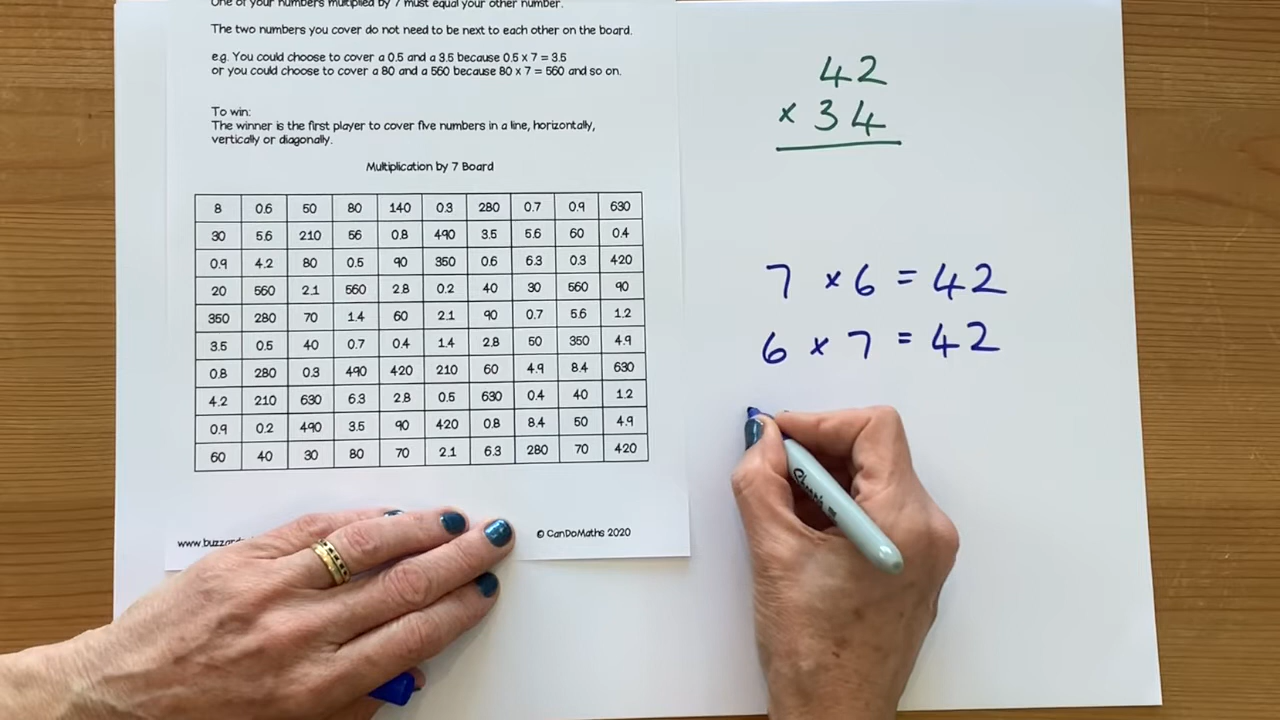 One of your numbers multiplied by 7 must equal your other number.
The two numbers you cover do not need to be next to each other on the board.
e.g. You could choose to cover a 0.5 and a 3.5 because 0.5 x 7 = 3.5
or you could choose to cover a 80 and a 560 because 80 x 7 = 560 and so on.
To win:
The winner is the first player to cover five numbers in a line, horizontally,
vertically or diagonally.
Multiplication by 7 Board
8 0.6 50 80 140 0.3 280 0.7 0.9 630
30 5.6 210 56 0.8 490 3.5 5.6 60 0.4
0.9 4.2 80 0.5 90 350 0.6 6.3 0.3 420
20 560 2.1 560 2.8 0.2 40 30 560 90
350 280 70 1.4 60 2.1 90 0.7 5.6 1.2
3.5 0.5 40 0.7 0.4 1.4 2.8 50 350 4.9
0.8 280 0.3 490 420 210 60 4.9 8.4 630
4.2 210 630 6.3 2.8 0.5 630 0.4 40 1.2
0.9 0.2 490 3.5 90 420 0.8 8.4 50 4.9
60 40 30 80 70 2.1 6.3 280 70 420
© CanDoMaths 2020
42
x 34
7 x 6 = 42
6 x 7 = 42
Sharpie